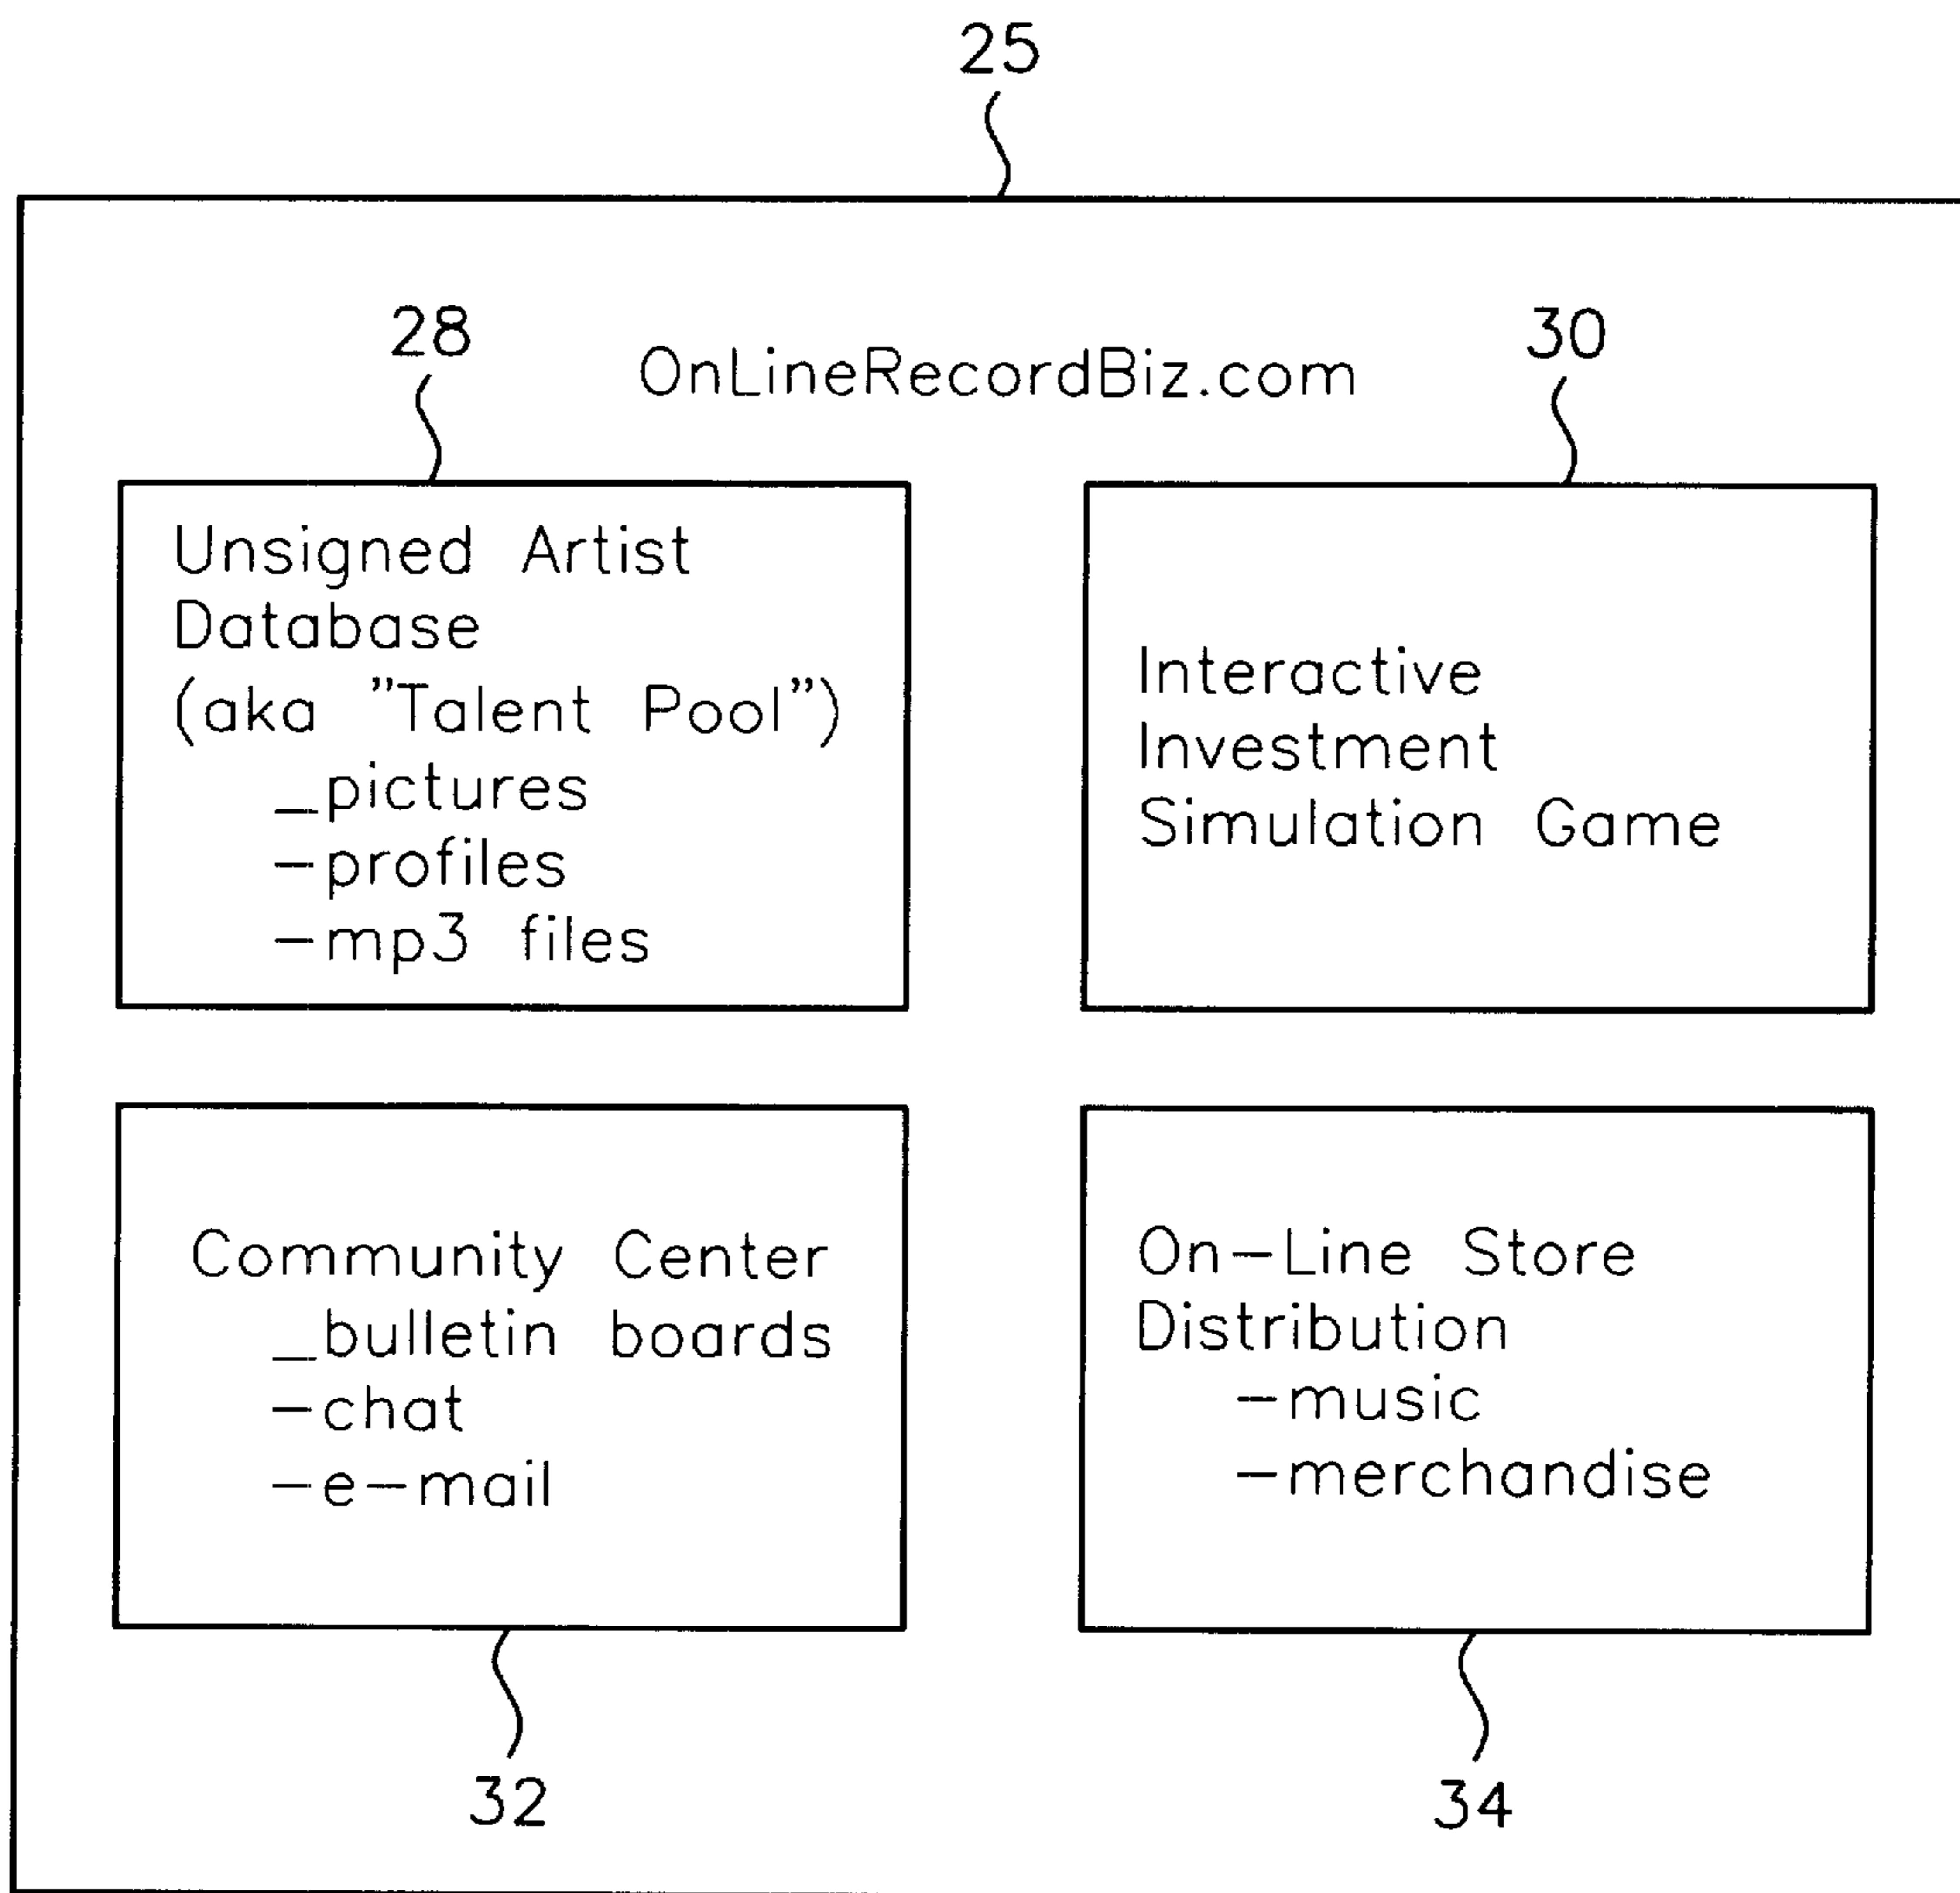 25
28
OnLineRecordBiz.com
30
Unsigned Artist
Database
(aka "Talent Pool")
_pictures
-profiles
-mp3 files
Interactive
Investment
Simulation Game
Community Center
_bulletin boards
-chat
-e-mail
On-Line Store
Distribution
-music
-merchandise
32
34